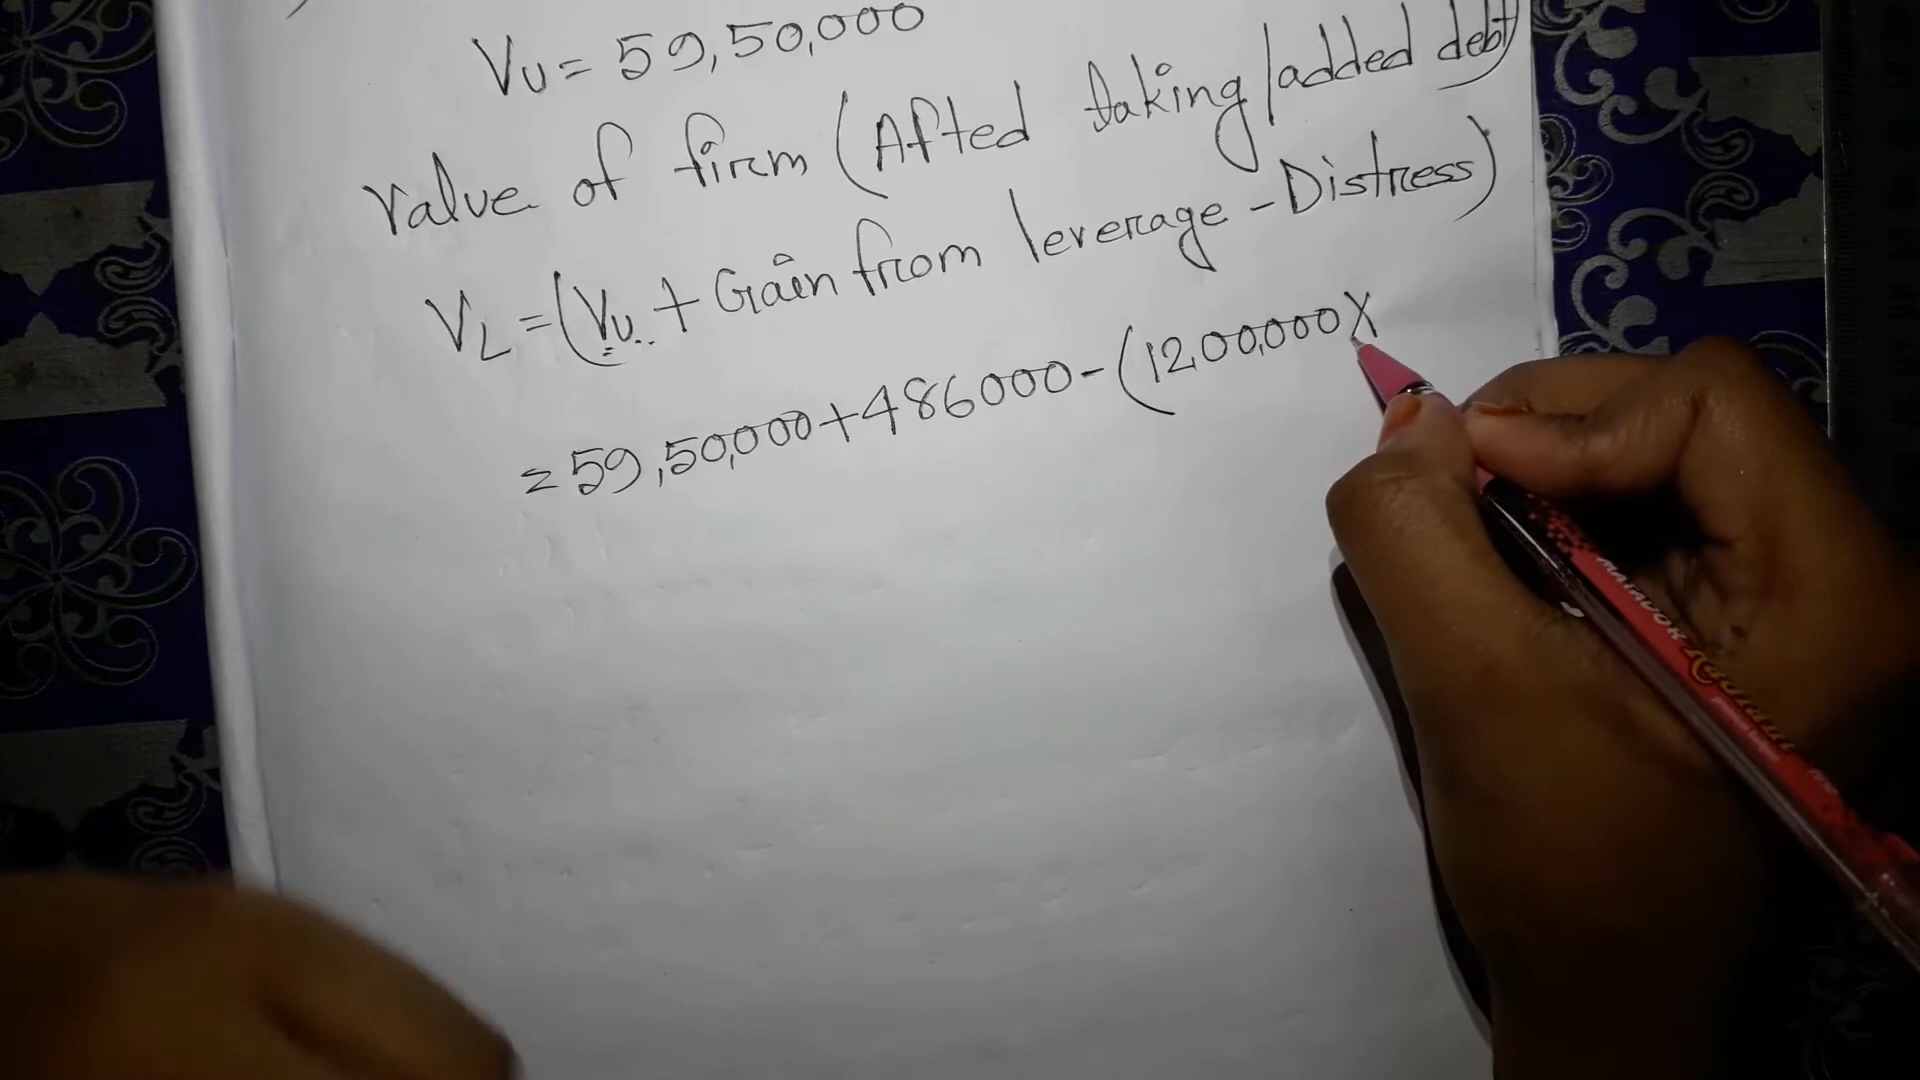 VU = 59,50,000
Value of firm (Afted taking/added debt
VL = (VU + Gain from leverage - Distress)
= 59,50,000 + 486000 - (12,00,000 X
MATADOR